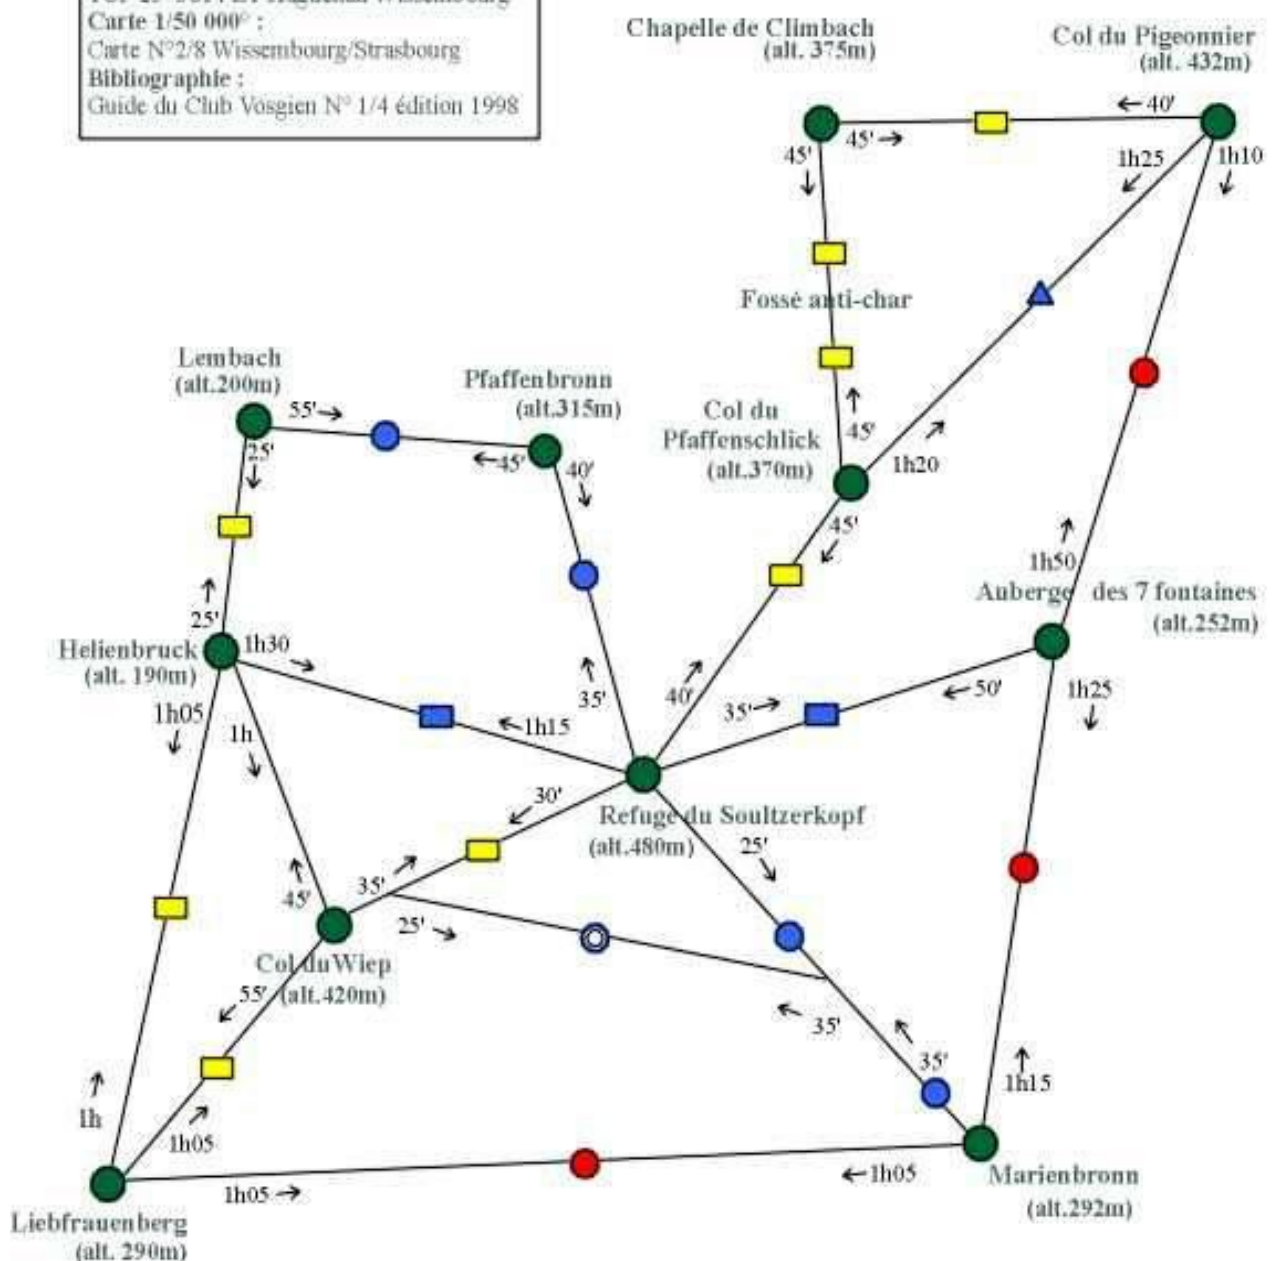 Carte 1/50 000° :
Carte N°2/8 Wissembourg/Strasbourg
Bibliographie :
Guide du Club Vosgien N° 1/4 édition 1998
Chapelle de Climbach
(alt. 375m)
Col du Pigeonnier
(alt. 432m)
←40'
45'→
45'
↓
1h25
↙
1h10
↓
Fossé anti-char
Lembach
(alt.200m)
Pfaffenbronn
(alt.315m)
Col du
Pfaffenschlick
(alt.370m)
55'→
←45'
25'
↓
40'
↓
↑
45'
↗
1h20
45'
↙
↑
1h50
Auberge des 7 fontaines
(alt.252m)
↑
25'
Helienbruck
(alt. 190m)
1h30 →
1h05
↓
1h
↓
←1h15
↑
35'
↗
40'
35'→
←50'
1h25
↓
Refuge du Soultzerkopf
(alt.480m)
30'
↙
25'
↘
35' ↗
↑
45'
25' →
Col du Wiep
(alt.420m)
55'
↙
← 35'
↖
35'
↑
1h15
↑
1h
↗
1h05
1h05 →
←1h05
Marienbronn
(alt.292m)
Liebfrauenberg
(alt. 290m)